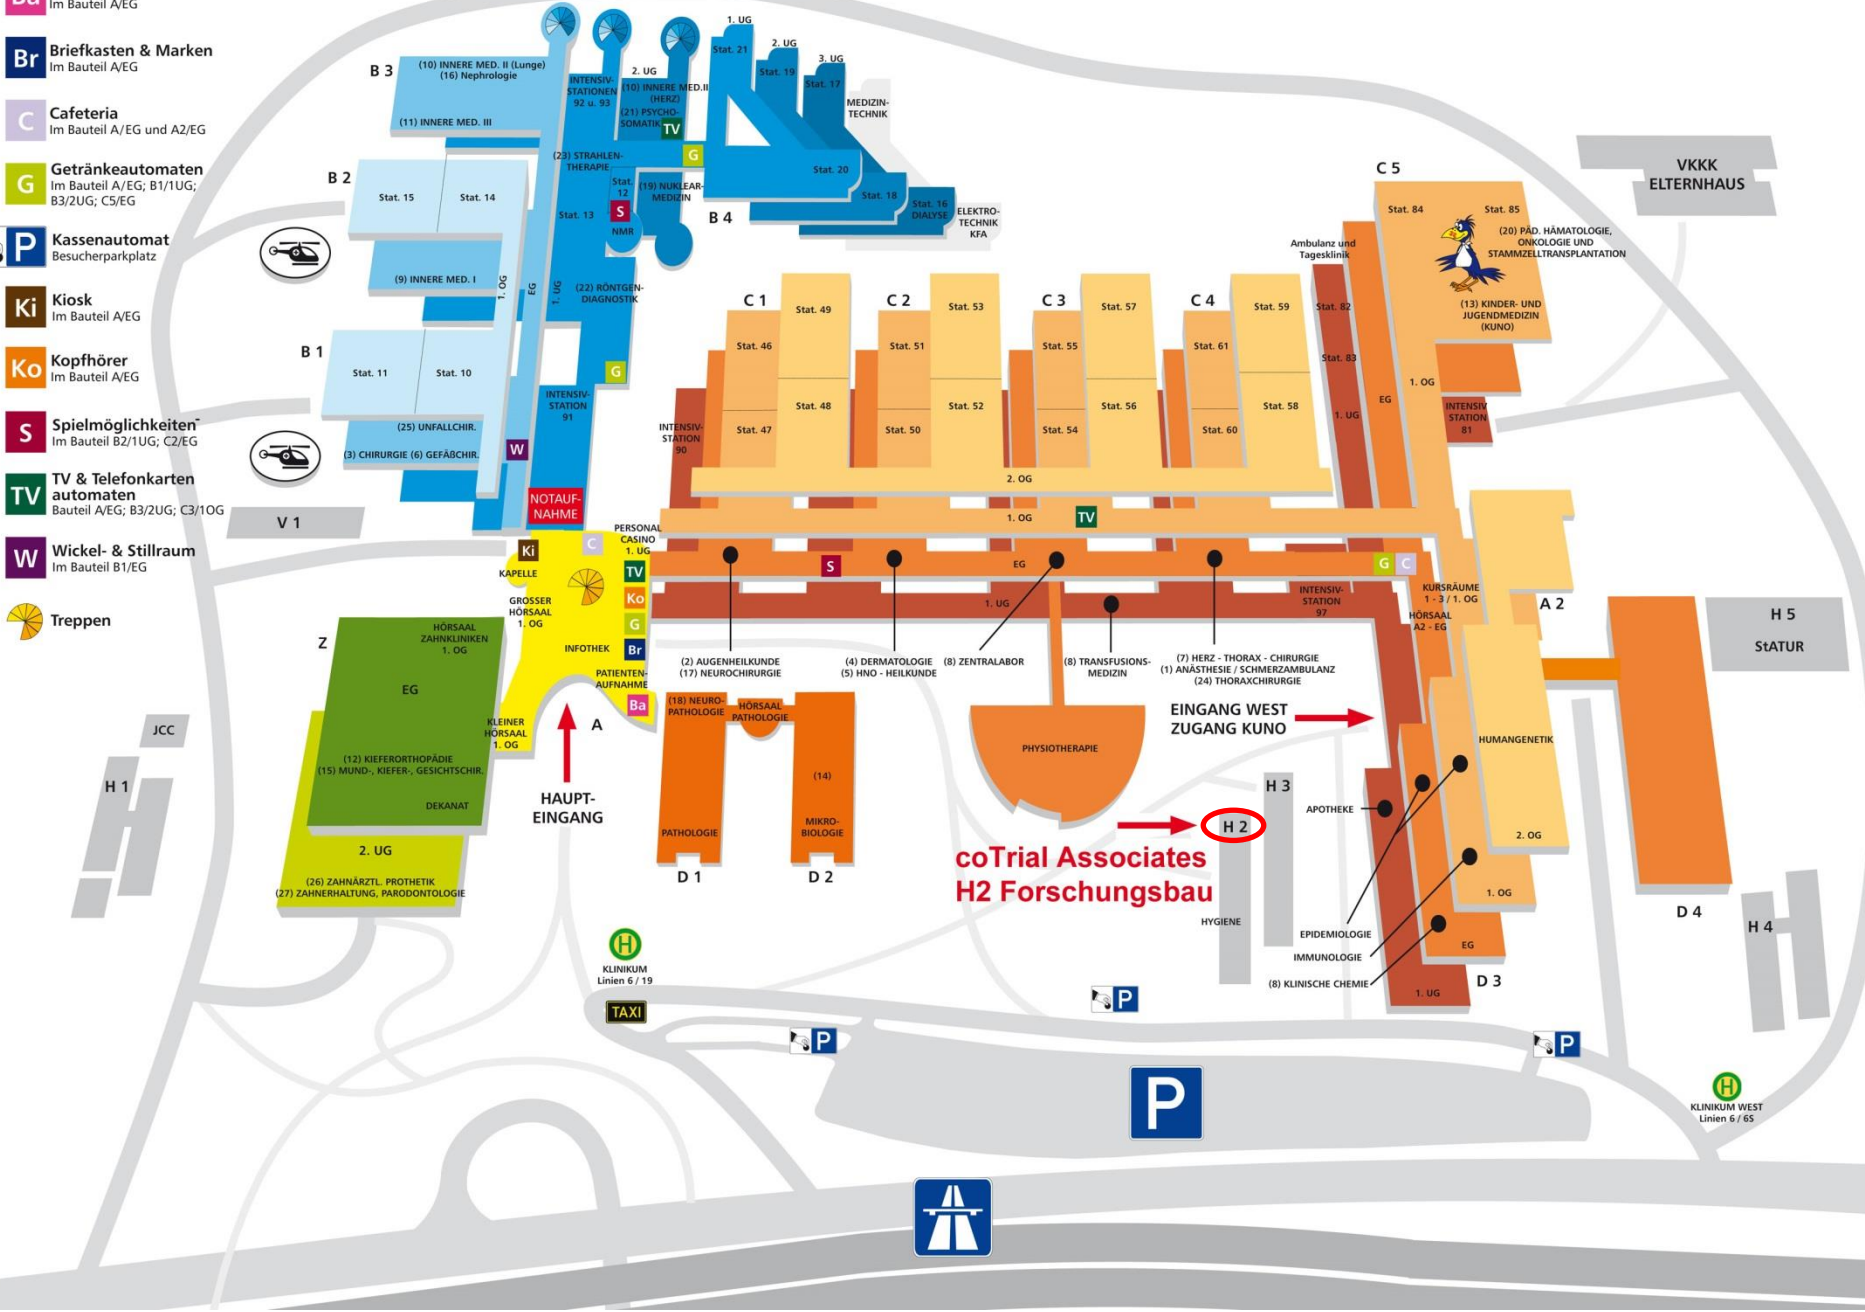 Ba
Im Bauteil A/EG
Br
Briefkasten & Marken
Im Bauteil A/EG
C
Cafeteria
Im Bauteil A/EG und A2/EG
G
Getränkeautomaten
Im Bauteil A/EG; B1/1UG;
B3/2UG; C5/EG
P
Kassenautomat
Besucherparkplatz
Ki
Kiosk
Im Bauteil A/EG
Ko
Kopfhörer
Im Bauteil A/EG
S
Spielmöglichkeiten
Im Bauteil B2/1UG; C2/EG
TV
TV & Telefonkarten
automaten
Bauteil A/EG; B3/2UG; C3/1OG
W
Wickel- & Stillraum
Im Bauteil B1/EG
Treppen
B 3
(10) INNERE MED. II (Lunge)
(16) Nephrologie
(11) INNERE MED. III
B 2
Stat. 15
Stat. 14
(9) INNERE MED. I
B 1
Stat. 11
Stat. 10
(25) UNFALLCHIR.
(3) CHIRURGIE (6) GEFÄßCHIR.
1. OG
EG
1. UG
W
INTENSIV-
STATIONEN
92 u. 93
2. UG
(10) INNERE MED.II
(HERZ)
(21) PSYCHO-
SOMATIK
TV
G
(23) STRAHLEN-
THERAPIE
Stat.
12
S
NMR
(19) NUKLEAR-
MEDIZIN
Stat. 13
(22) RÖNTGEN-
DIAGNOSTIK
G
INTENSIV-
STATION
91
NOTAUF-
NAHME
1. UG
Stat. 21
2. UG
Stat. 19
3. UG
Stat. 17
MEDIZIN-
TECHNIK
Stat. 20
Stat. 18
Stat. 16
DIALYSE
B 4
ELEKTRO-
TECHNIK
KFA
C 1
Stat. 49
Stat. 46
Stat. 48
Stat. 47
INTENSIV-
STATION
90
C 2
Stat. 53
Stat. 51
Stat. 52
Stat. 50
C 3
Stat. 57
Stat. 55
Stat. 56
Stat. 54
C 4
Stat. 59
Stat. 61
Stat. 58
Stat. 60
2. OG
1. OG
TV
Ambulanz und
Tagesklinik
Stat. 82
Stat. 83
1. UG
EG
1. OG
C 5
Stat. 84
Stat. 85
(20) PÄD. HÄMATOLOGIE,
ONKOLOGIE UND
STAMMZELLTRANSPLANTATION
(13) KINDER- UND
JUGENDMEDIZIN
(KUNO)
INTENSIV
STATION
81
VKKK
ELTERNHAUS
V 1
Ki
C
PERSONAL
CASINO
1. UG
KAPELLE
TV
GROSSER
HÖRSAAL
1. OG
Ko
G
INFOTHEK
Br
PATIENTEN-
AUFNAHME
Ba
KLEINER
HÖRSAAL
1. OG
A
HAUPT-
EINGANG
S
EG
G
C
1. UG
INTENSIV-
STATION
97
KURSRÄUME
1 - 3 / 1. OG
HÖRSAAL
A2 - EG
A 2
H 5
StATUR
Z
HÖRSAAL
ZAHNKLINIKEN
1. OG
EG
(12) KIEFERORTHOPÄDIE
(15) MUND-, KIEFER-, GESICHTSCHIR.
DEKANAT
2. UG
(26) ZAHNÄRZTL. PROTHETIK
(27) ZAHNERHALTUNG, PARODONTOLOGIE
JCC
H 1
(2) AUGENHEILKUNDE
(17) NEUROCHIRURGIE
(4) DERMATOLOGIE
(5) HNO - HEILKUNDE
(8) ZENTRALABOR
(8) TRANSFUSIONS-
MEDIZIN
(7) HERZ - THORAX - CHIRURGIE
(1) ANÄSTHESIE / SCHMERZAMBULANZ
(24) THORAXCHIRURGIE
(18) NEURO-
PATHOLOGIE
HÖRSAAL
PATHOLOGIE
(14)
PATHOLOGIE
MIKRO-
BIOLOGIE
D 1
D 2
PHYSIOTHERAPIE
EINGANG WEST
ZUGANG KUNO
HUMANGENETIK
H 3
H 2
APOTHEKE
coTrial Associates
H2 Forschungsbau
HYGIENE
EPIDEMIOLOGIE
IMMUNOLOGIE
(8) KLINISCHE CHEMIE
2. OG
1. OG
EG
1. UG
D 3
D 4
H 4
H
KLINIKUM
Linien 6 / 19
TAXI
P
P
P
P
H
KLINIKUM WEST
Linien 6 / 6S